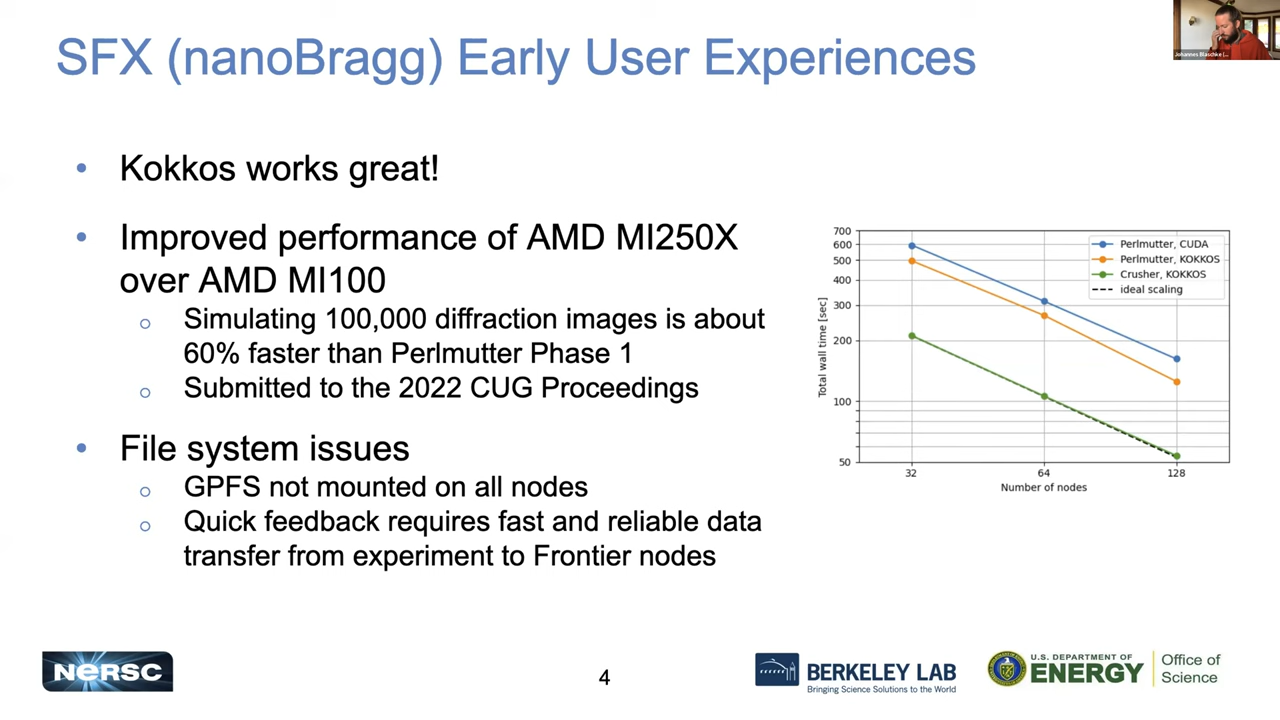 SFX (nanoBragg) Early User Experiences
Johannes Blaschke (...
• Kokkos works great!
• Improved performance of AMD MI250X
over AMD MI100
o Simulating 100,000 diffraction images is about
60% faster than Perlmutter Phase 1
o Submitted to the 2022 CUG Proceedings
• File system issues
o GPFS not mounted on all nodes
o Quick feedback requires fast and reliable data
transfer from experiment to Frontier nodes
Total wall time [sec]
700
600
500
400
300
200
100
50
Perlmutter, CUDA
Perlmutter, KOKKOS
Crusher, KOKKOS
ideal scaling
32
64
128
Number of nodes
NERSC
4
BERKELEY LAB
Bringing Science Solutions to the World
U.S. DEPARTMENT OF
ENERGY
Office of
Science